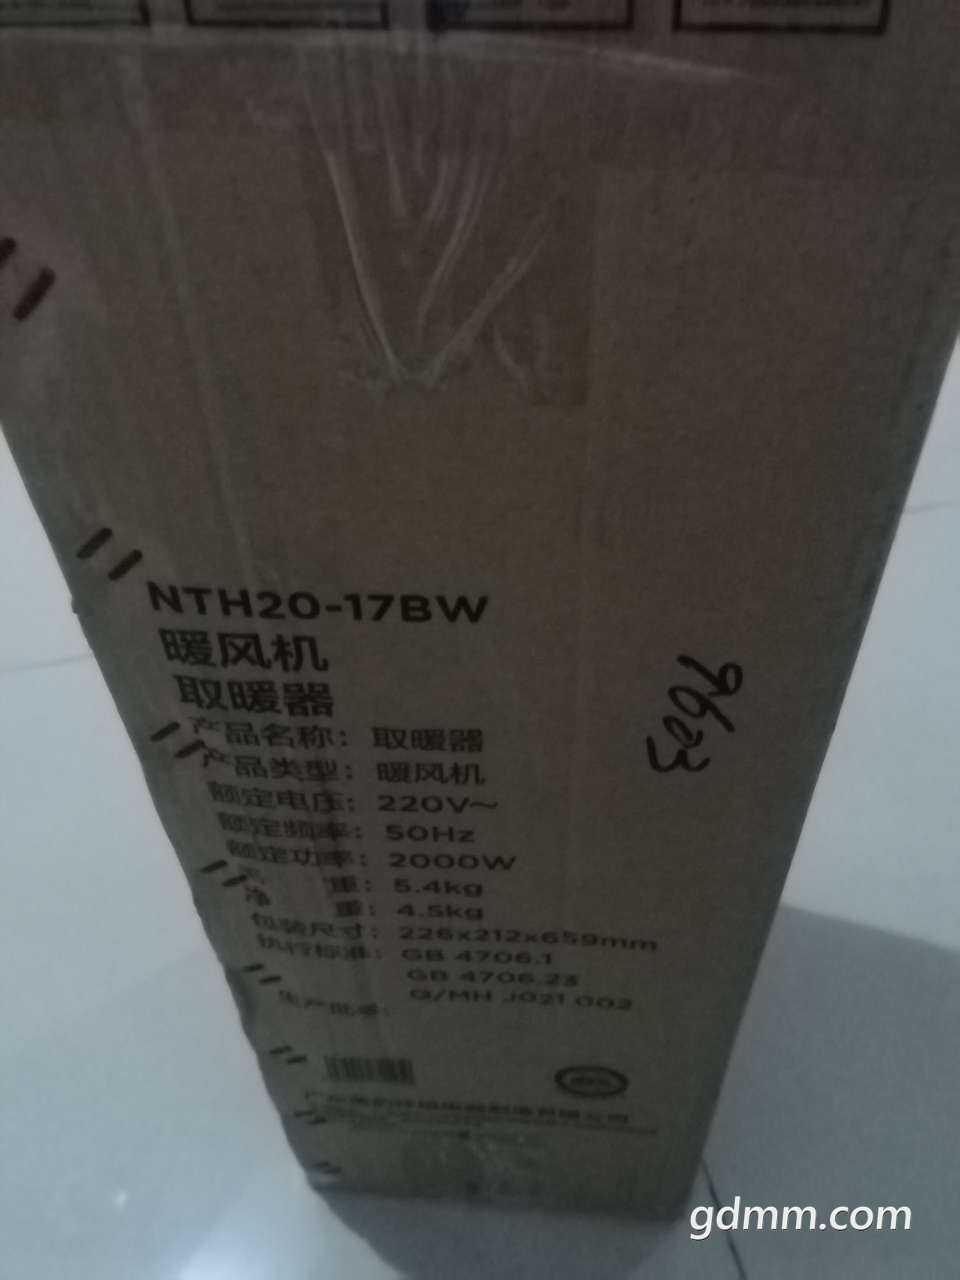 NTH20-17BW
暖风机
取暖器
产品名称：取暖器
产品类型：暖风机
额定电压：220V～
额定频率：50Hz
额定功率：2000W
重：5.4kg
净 重：4.5kg
包装尺寸：226x212x659mm
执行标准：GB 4706.1
GB 4706.23
Q/MH J021 003
生产批号：
9623
gdmm.com